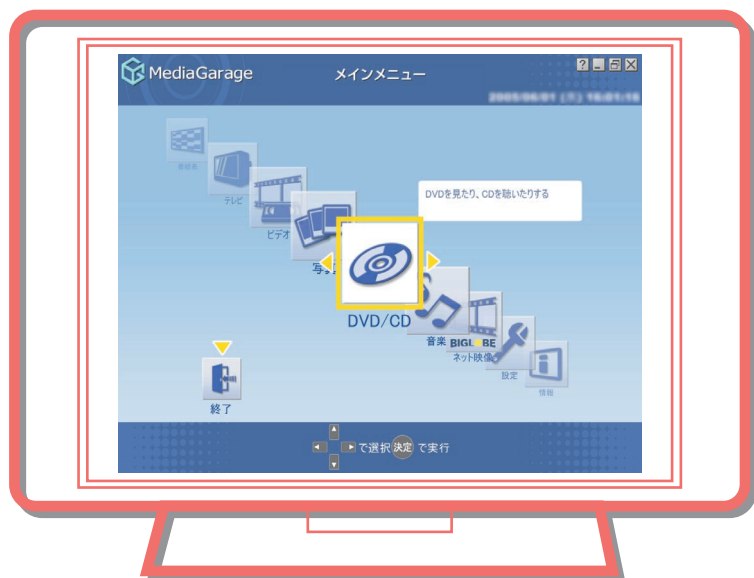 MediaGarage
メインメニュー
テレビ
ビデオ
DVDを見たり、CDを聴いたりする
DVD/CD
音楽
BIGLOBE
ネット映像
設定
情報
終了
で選択 決定 で実行